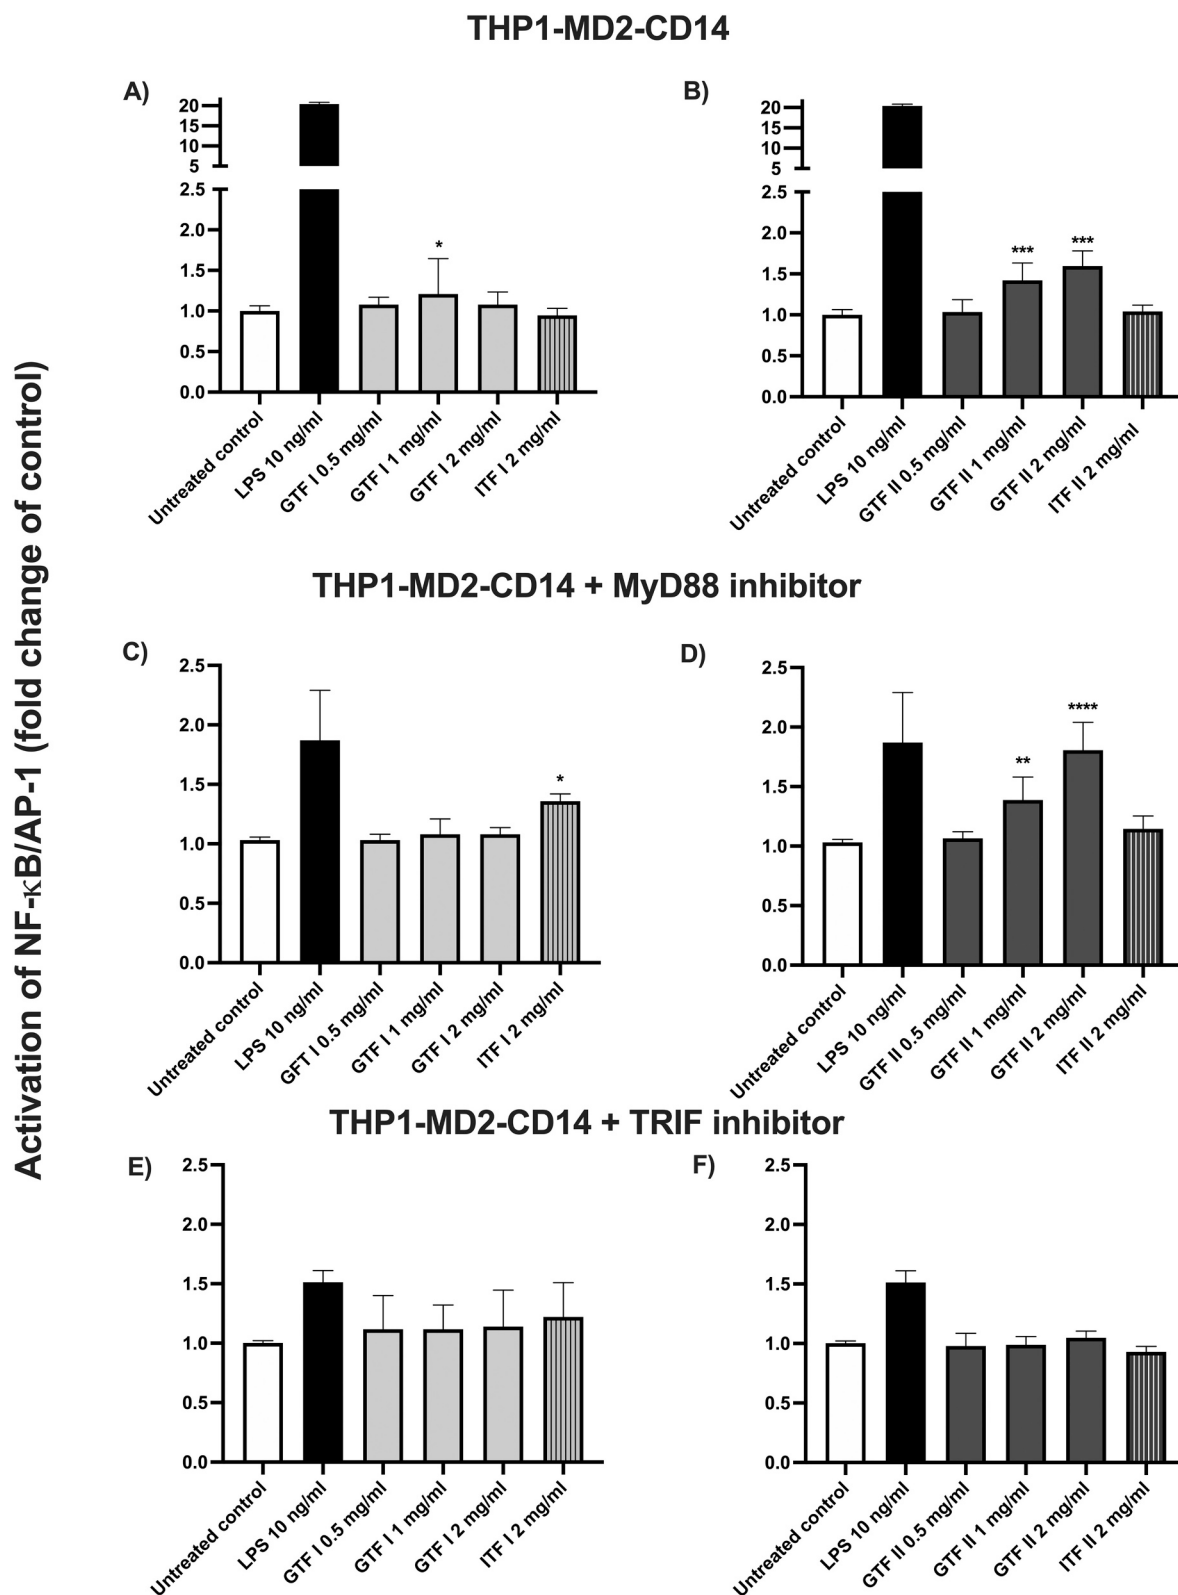 THP1-MD2-CD14
Activation of NF-κB/AP-1 (fold change of control)
A)
20
15
10
5
2.5
2.0
1.5
1.0
0.5
0.0
*
Untreated control
LPS 10 ng/ml
GTF I 0.5 mg/ml
GTF I 1 mg/ml
GTF I 2 mg/ml
ITF I 2 mg/ml
B)
20
15
10
5
2.5
2.0
1.5
1.0
0.5
0.0
***
***
Untreated control
LPS 10 ng/ml
GTF II 0.5 mg/ml
GTF II 1 mg/ml
GTF II 2 mg/ml
ITF II 2 mg/ml
THP1-MD2-CD14 + MyD88 inhibitor
C)
2.5
2.0
1.5
1.0
0.5
0.0
*
Untreated control
LPS 10 ng/ml
GFT I 0.5 mg/ml
GTF I 1 mg/ml
GTF I 2 mg/ml
ITF I 2 mg/ml
D)
2.5
2.0
1.5
1.0
0.5
0.0
**
****
Untreated control
LPS 10 ng/ml
GTF II 0.5 mg/ml
GTF II 1 mg/ml
GTF II 2 mg/ml
ITF II 2 mg/ml
THP1-MD2-CD14 + TRIF inhibitor
E)
2.5
2.0
1.5
1.0
0.5
0.0
Untreated control
LPS 10 ng/ml
GTF I 0.5 mg/ml
GTF I 1 mg/ml
GTF I 2 mg/ml
ITF I 2 mg/ml
F)
2.5
2.0
1.5
1.0
0.5
0.0
Untreated control
LPS 10 ng/ml
GTF II 0.5 mg/ml
GTF II 1 mg/ml
GTF II 2 mg/ml
ITF II 2 mg/ml